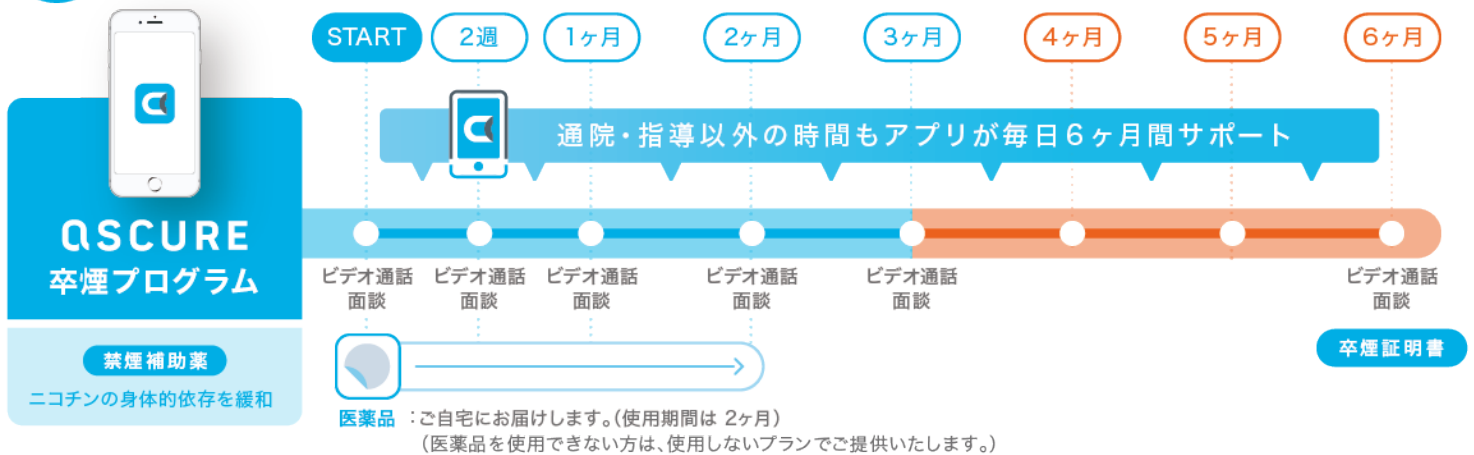 START
2週
1ヶ月
2ヶ月
3ヶ月
4ヶ月
5ヶ月
6ヶ月
通院・指導以外の時間もアプリが毎日6ヶ月間サポート
ascure
卒煙プログラム
ビデオ通話
面談
ビデオ通話
面談
ビデオ通話
面談
ビデオ通話
面談
ビデオ通話
面談
ビデオ通話
面談
卒煙証明書
禁煙補助薬
ニコチンの身体的依存を緩和
医薬品:ご自宅にお届けします。(使用期間は 2ヶ月)
(医薬品を使用できない方は、使用しないプランでご提供いたします。)